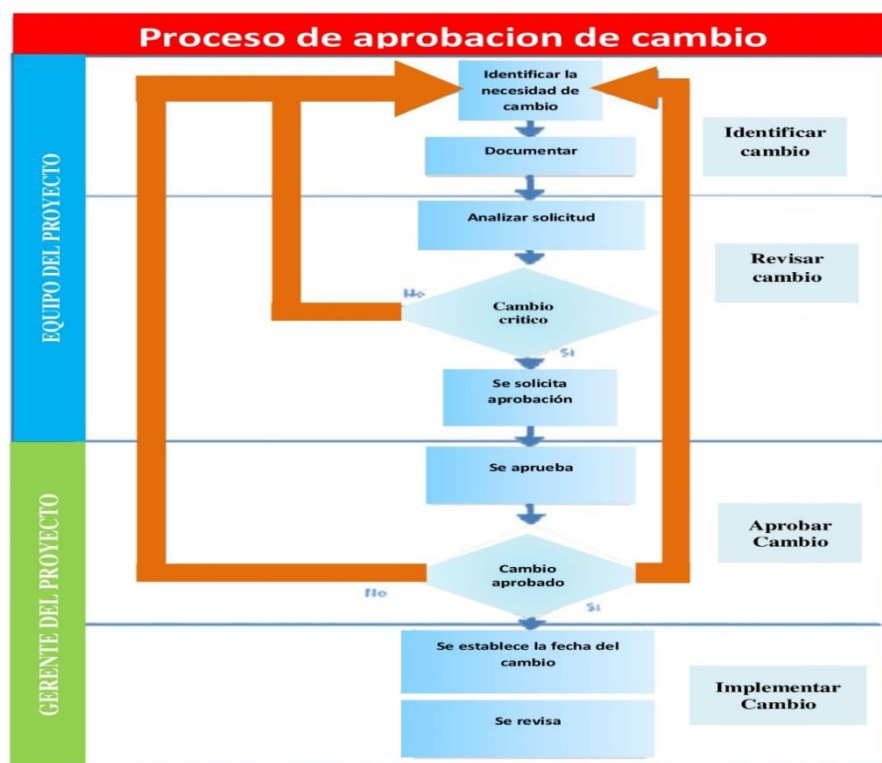 Proceso de aprobacion de cambio
EQUIPO DEL PROYECTO
Identificar la
necesidad de
cambio
Documentar
Identificar
cambio
Analizar solicitud
Revisar
cambio
No
Cambio
critico
Si
Se solicita
aprobación
GERENTE DEL PROYECTO
Se aprueba
Aprobar
Cambio
Cambio
aprobado
No
Si
Se establece la fecha del
cambio
Implementar
Cambio
Se revisa